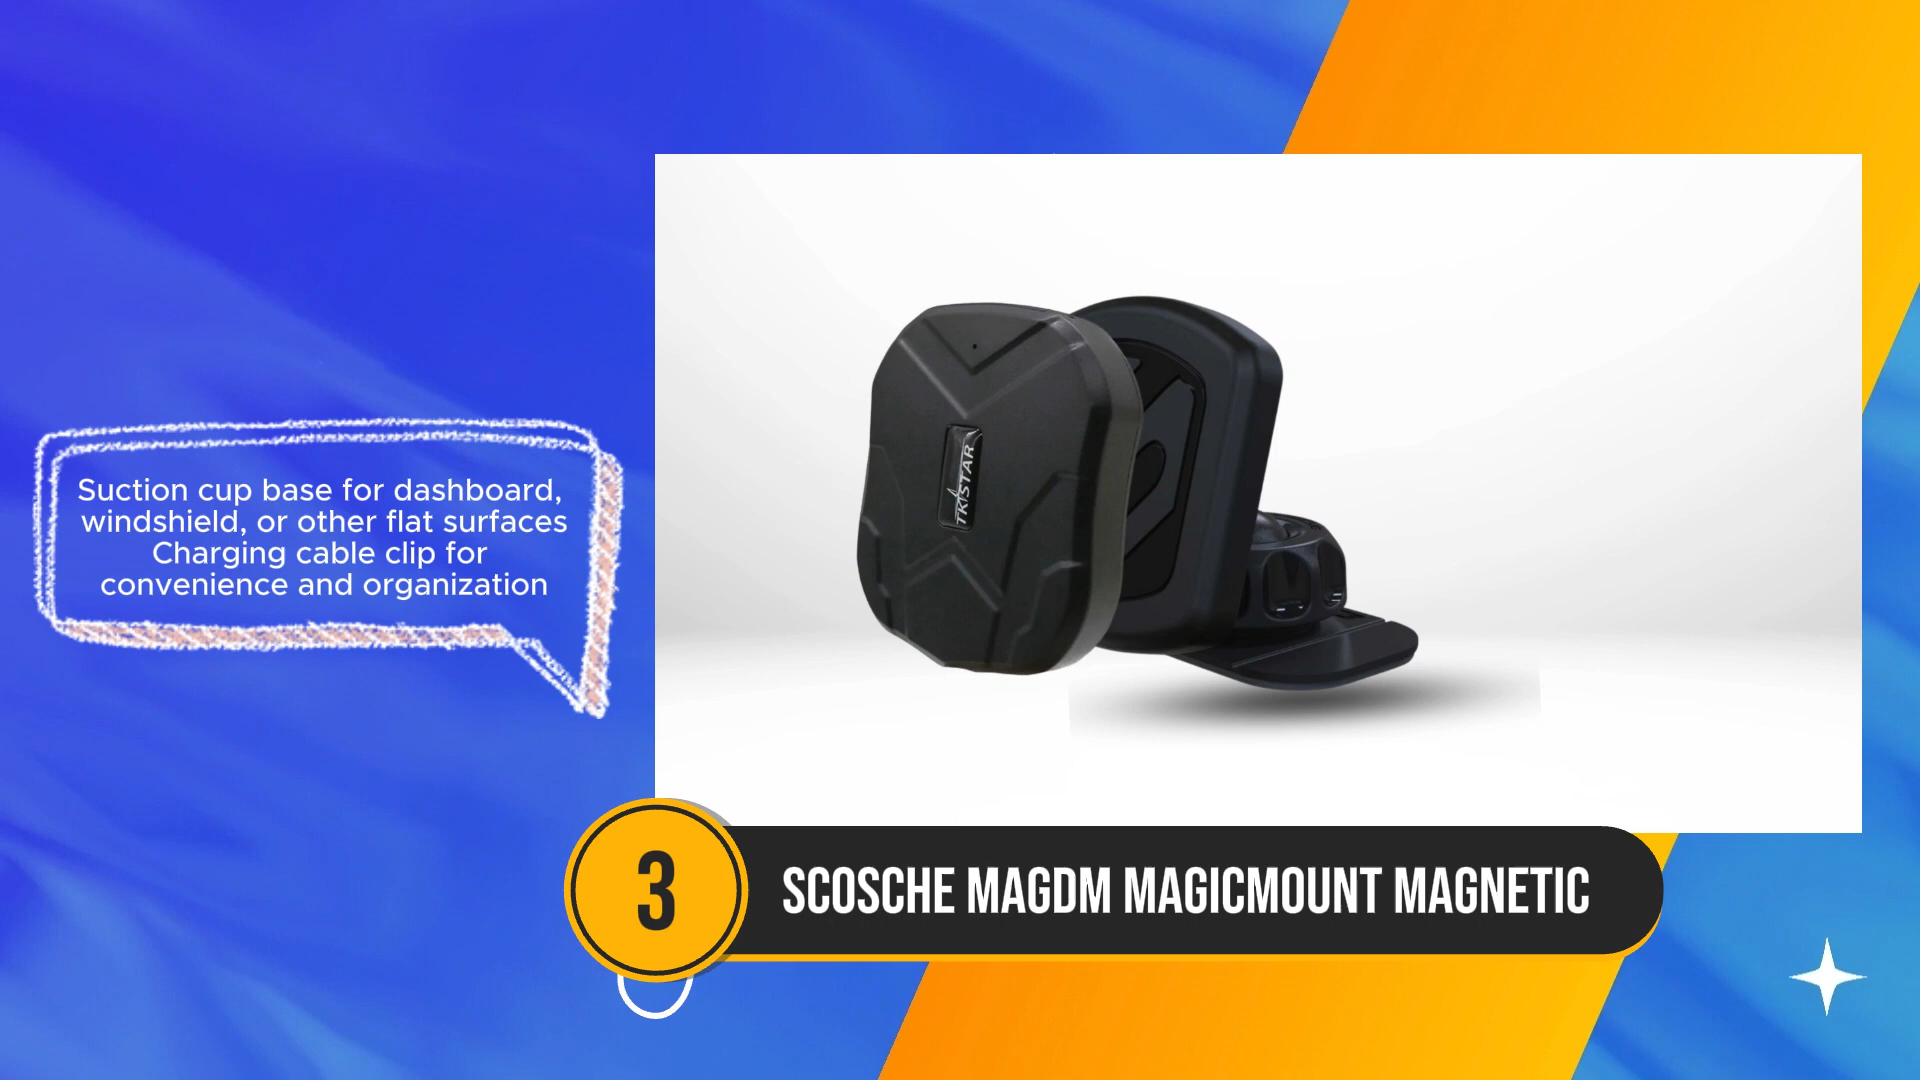 Suction cup base for dashboard,
windshield, or other flat surfaces
Charging cable clip for
convenience and organization
TKSTAR
3
SCOSCHE MAGDM MAGICMOUNT MAGNETIC